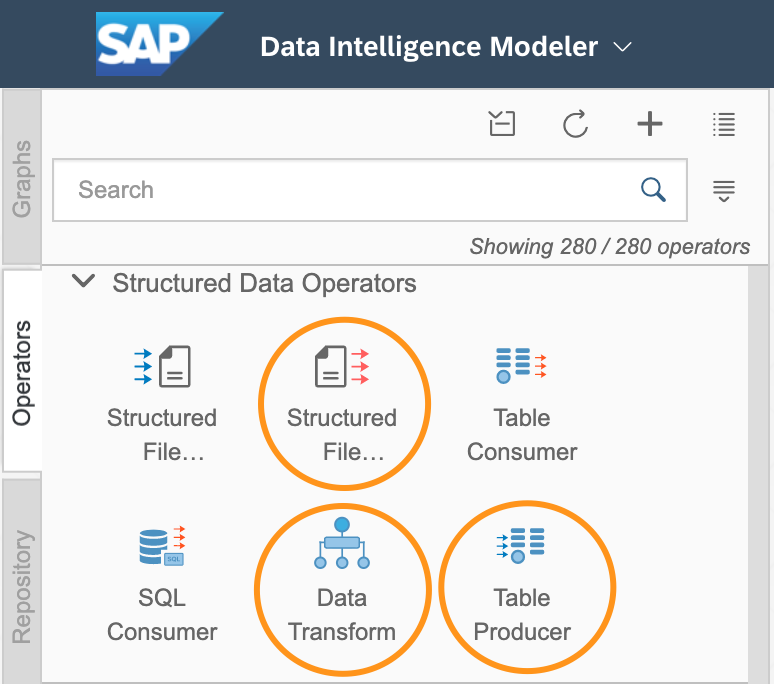 SAP Data Intelligence Modeler
Graphs
Search
Showing 280 / 280 operators
Operators
Structured Data Operators
Structured
File...
Structured
File...
Table
Consumer
Repository
SQL
SQL
Consumer
Data
Transform
Table
Producer